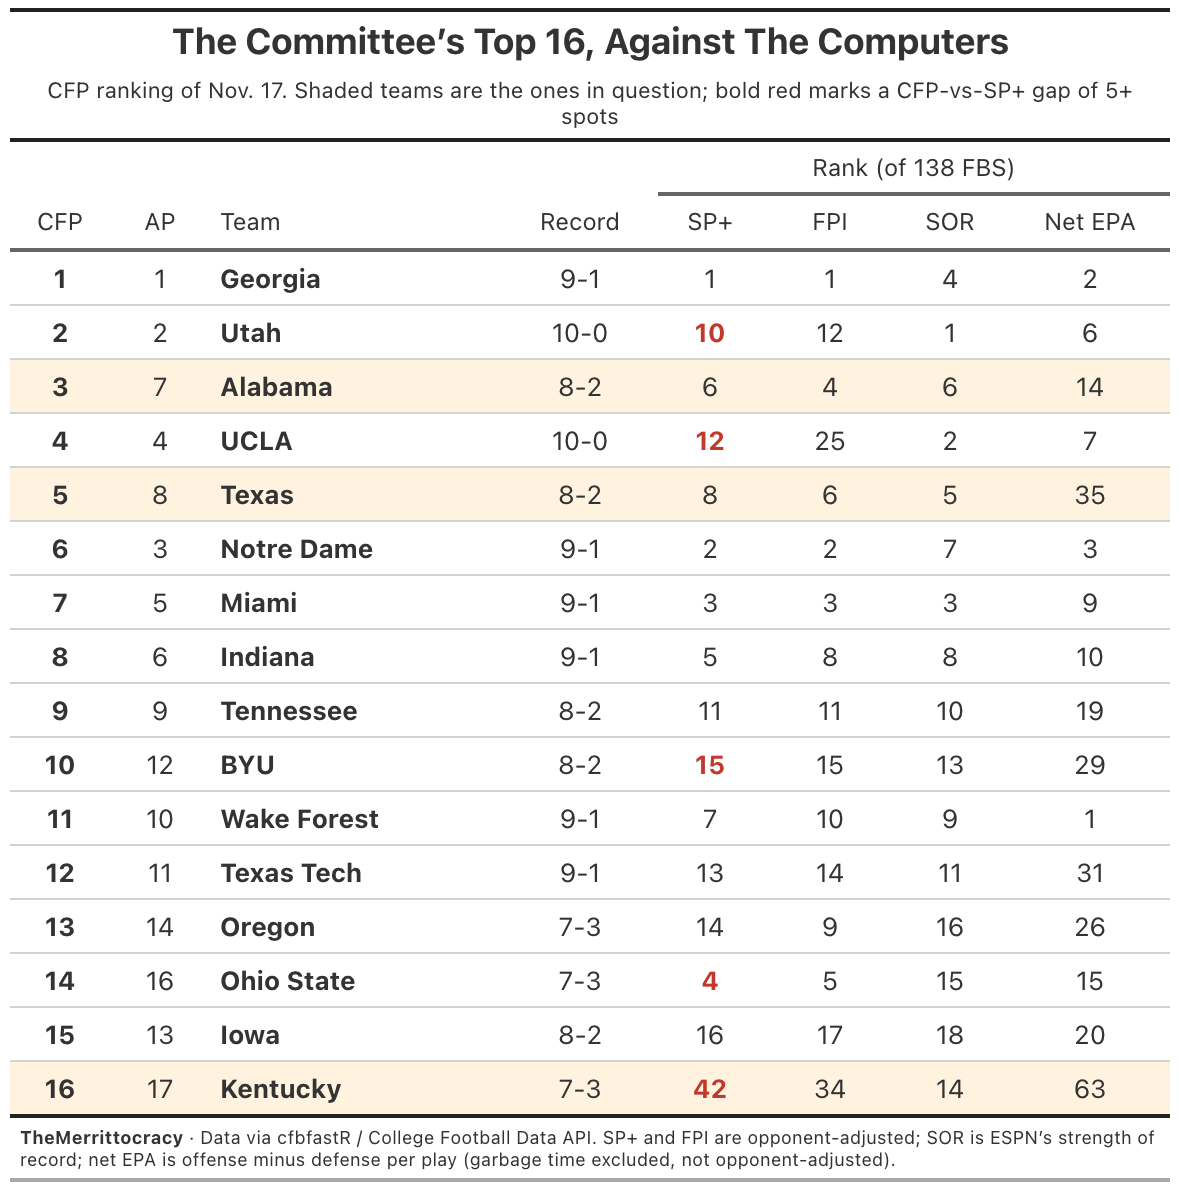 The Committee’s Top 16, Against The Computers
CFP ranking of Nov. 17. Shaded teams are the ones in question; bold red marks a CFP-vs-SP+ gap of 5+
spots
Rank (of 138 FBS)
CFP AP Team Record SP+ FPI SOR Net EPA
1 1 Georgia 9-1 1 1 4 2
2 2 Utah 10-0 10 12 1 6
3 7 Alabama 8-2 6 4 6 14
4 4 UCLA 10-0 12 25 2 7
5 8 Texas 8-2 8 6 5 35
6 3 Notre Dame 9-1 2 2 7 3
7 5 Miami 9-1 3 3 3 9
8 6 Indiana 9-1 5 8 8 10
9 9 Tennessee 8-2 11 11 10 19
10 12 BYU 8-2 15 15 13 29
11 10 Wake Forest 9-1 7 10 9 1
12 11 Texas Tech 9-1 13 14 11 31
13 14 Oregon 7-3 14 9 16 26
14 16 Ohio State 7-3 4 5 15 15
15 13 Iowa 8-2 16 17 18 20
16 17 Kentucky 7-3 42 34 14 63
TheMerrittocracy · Data via cfbfastR / College Football Data API. SP+ and FPI are opponent-adjusted; SOR is ESPN’s strength of
record; net EPA is offense minus defense per play (garbage time excluded, not opponent-adjusted).